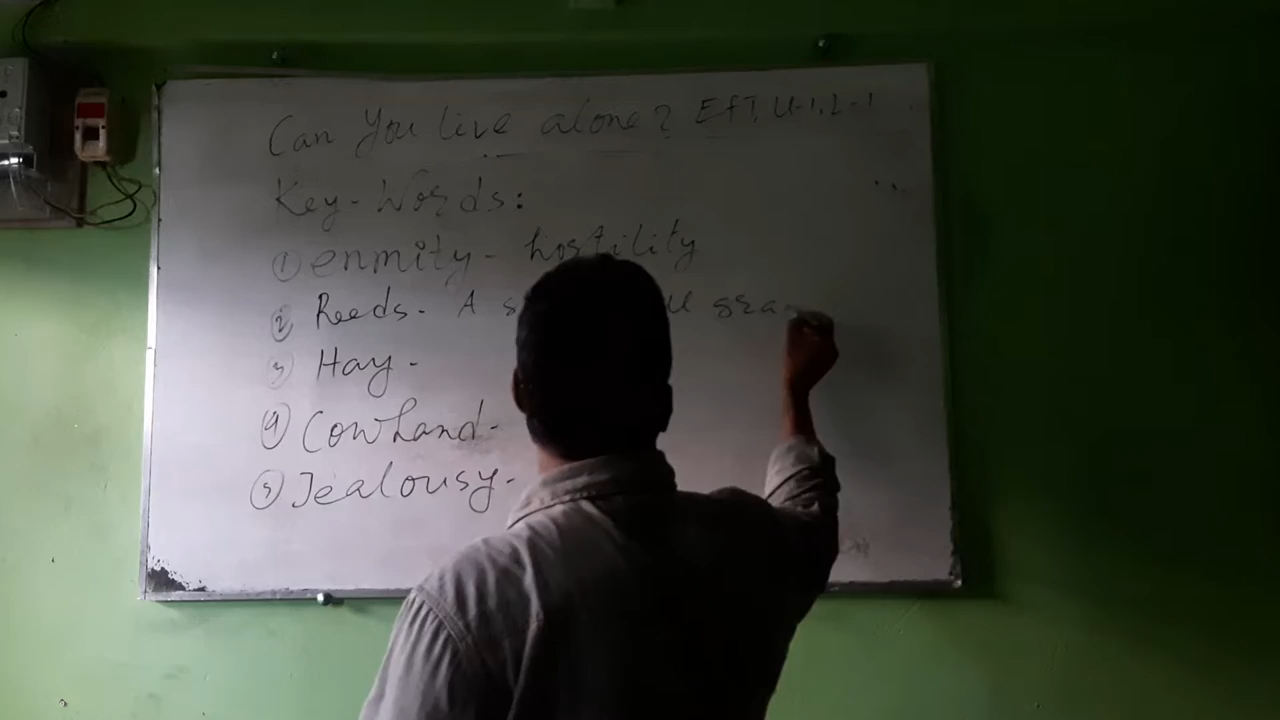 Can You live alone? EfT, U-1, L-1
Key-Words:
① enmity- hostility
② Reeds- A
③ Hay-
④ Cowhand-
⑤ Jealousy-